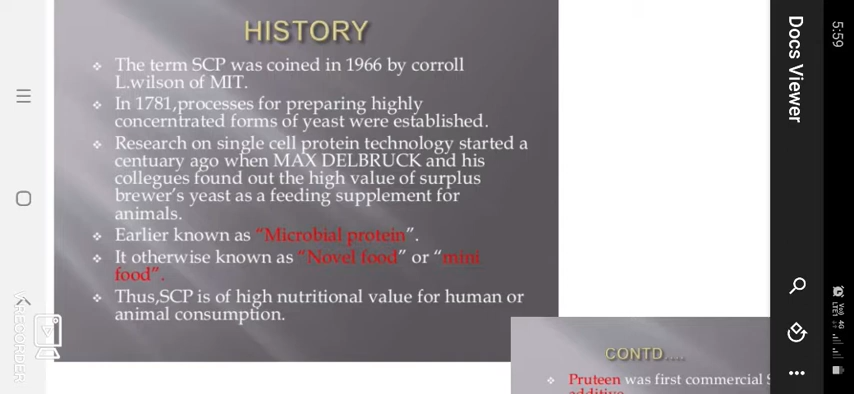 HISTORY
The term SCP was coined in 1966 by corroll
L.wilson of MIT.
In 1781,processes for preparing highly
concerntrated forms of yeast were established.
Research on single cell protein technology started a
centuary ago when MAX DELBRUCK and his
collegues found out the high value of surplus
brewer's yeast as a feeding supplement for
animals.
Earlier known as “Microbial protein”.
It otherwise known as “Novel food” or “mini
food”.
Thus,SCP is of high nutritional value for human or
animal consumption.
CONTD....
Pruteen was first commercial S
additive
Docs Viewer
5:59
VRECORDER